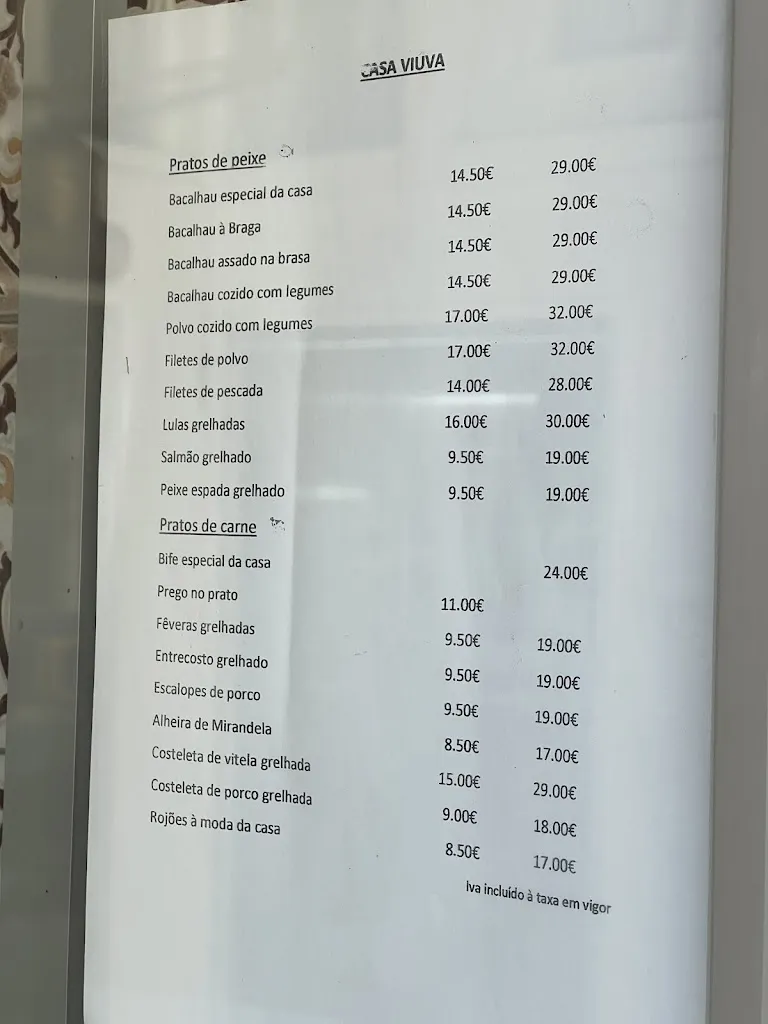 CASA VIÚVA
Pratos de peixe
Bacalhau especial da casa 14.50€ 29.00€
Bacalhau à Braga 14.50€ 29.00€
Bacalhau assado na brasa 14.50€ 29.00€
Bacalhau cozido com legumes 14.50€ 29.00€
Polvo cozido com legumes 17.00€ 32.00€
Filetes de polvo 17.00€ 32.00€
Filetes de pescada 14.00€ 28.00€
Lulas grelhadas 16.00€ 30.00€
Salmão grelhado 9.50€ 19.00€
Peixe espada grelhado 9.50€ 19.00€
Pratos de carne
Bife especial da casa 24.00€
Prego no prato 11.00€
Fêveras grelhadas 9.50€ 19.00€
Entrecosto grelhado 9.50€ 19.00€
Escalopes de porco 9.50€ 19.00€
Alheira de Mirandela 8.50€ 17.00€
Costeleta de vitela grelhada 15.00€ 29.00€
Costeleta de porco grelhada 9.00€ 18.00€
Rojões à moda da casa 8.50€ 17.00€
Iva incluído à taxa em vigor